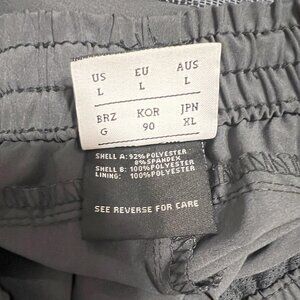 US EU AUS
L L L
BRZ KOR JPN
G 90 XL
SHELL A: 92% POLYESTER
8% SPANDEX
SHELL B: 100% POLYESTER
LINING: 100% POLYESTER
SEE REVERSE FOR CARE